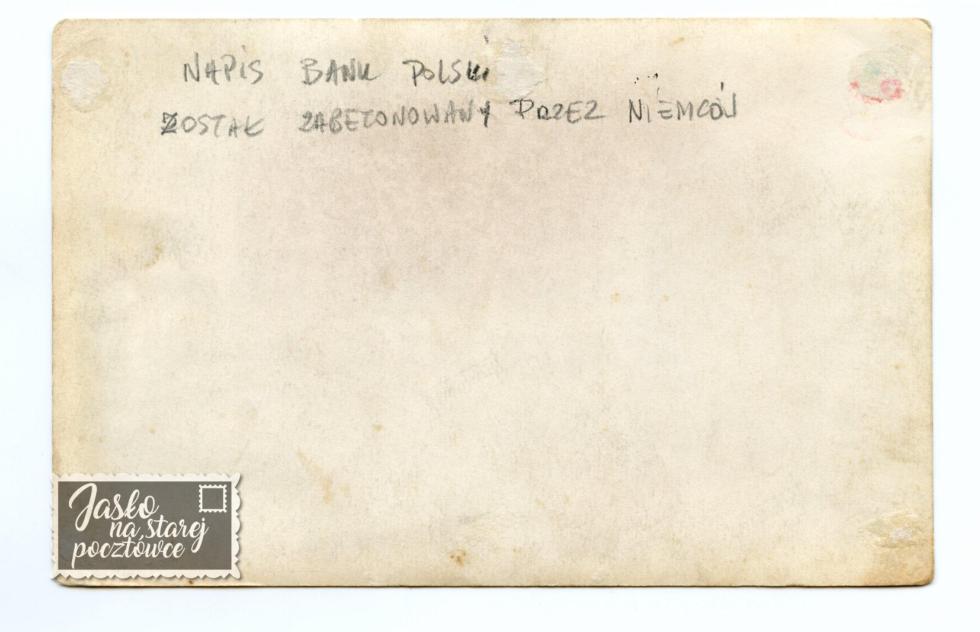 NAPIS BANK POLSKI
ZOSTAŁ ZABETONOWANY PRZEZ NIEMCÓW
Jasło
na starej
pocztówce